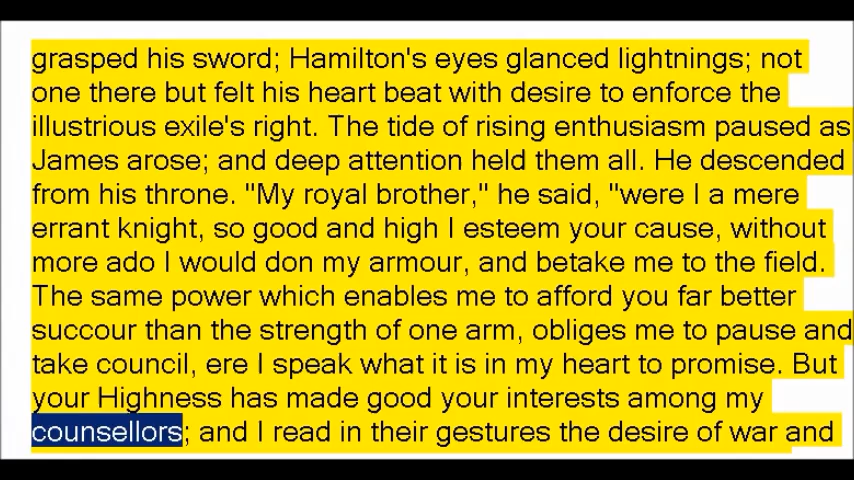 grasped his sword; Hamilton's eyes glanced lightnings; not
one there but felt his heart beat with desire to enforce the
illustrious exile's right. The tide of rising enthusiasm paused as
James arose; and deep attention held them all. He descended
from his throne. "My royal brother," he said, "were I a mere
errant knight, so good and high I esteem your cause, without
more ado I would don my armour, and betake me to the field.
The same power which enables me to afford you far better
succour than the strength of one arm, obliges me to pause and
take council, ere I speak what it is in my heart to promise. But
your Highness has made good your interests among my
counsellors; and I read in their gestures the desire of war and